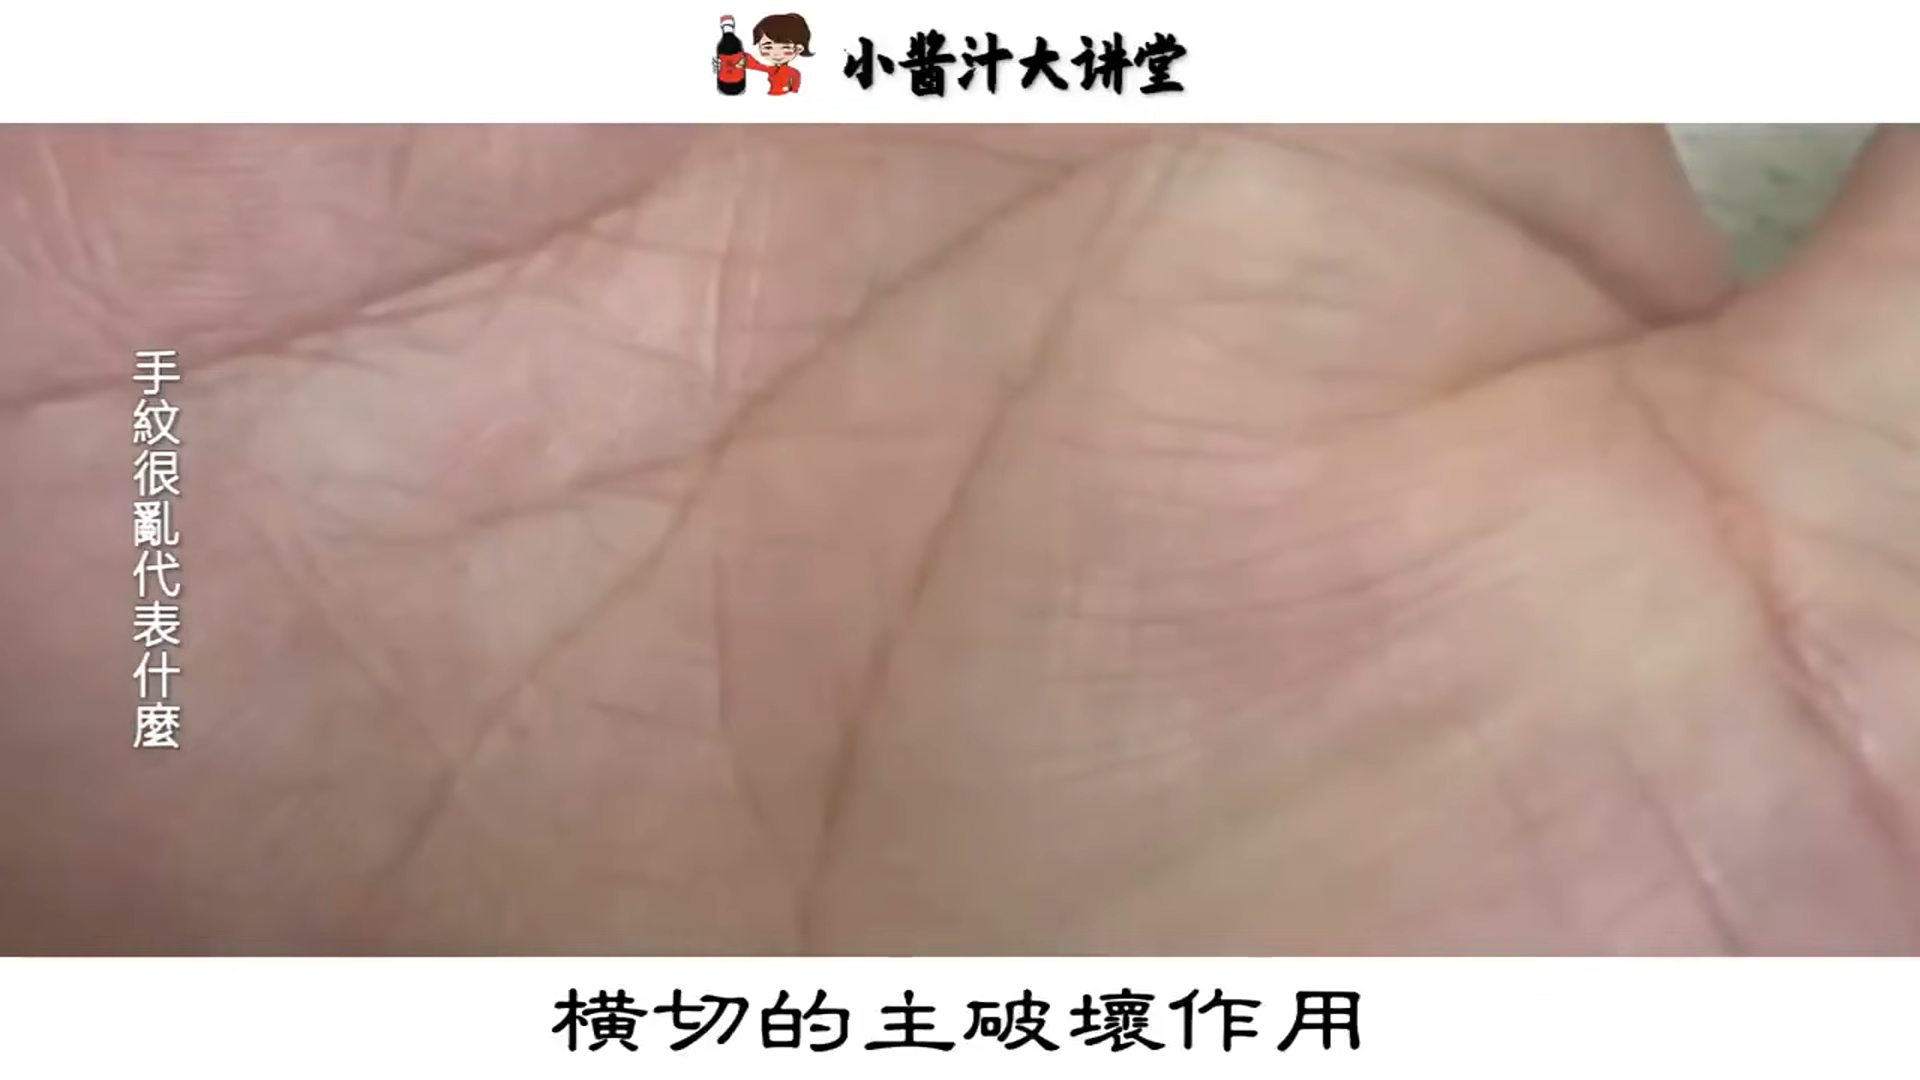 小酱汁大讲堂
手紋很亂代表什麼
橫切的主破壞作用